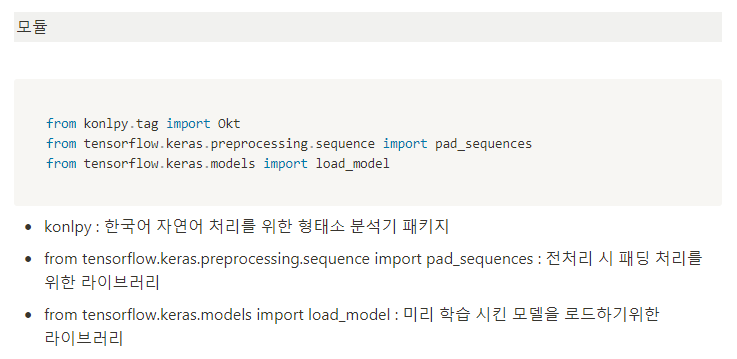 모듈
from konlpy.tag import Okt
from tensorflow.keras.preprocessing.sequence import pad_sequences
from tensorflow.keras.models import load_model
• konlpy : 한국어 자연어 처리를 위한 형태소 분석기 패키지
• from tensorflow.keras.preprocessing.sequence import pad_sequences : 전처리 시 패딩 처리를
위한 라이브러리
• from tensorflow.keras.models import load_model : 미리 학습 시킨 모델을 로드하기위한
라이브러리